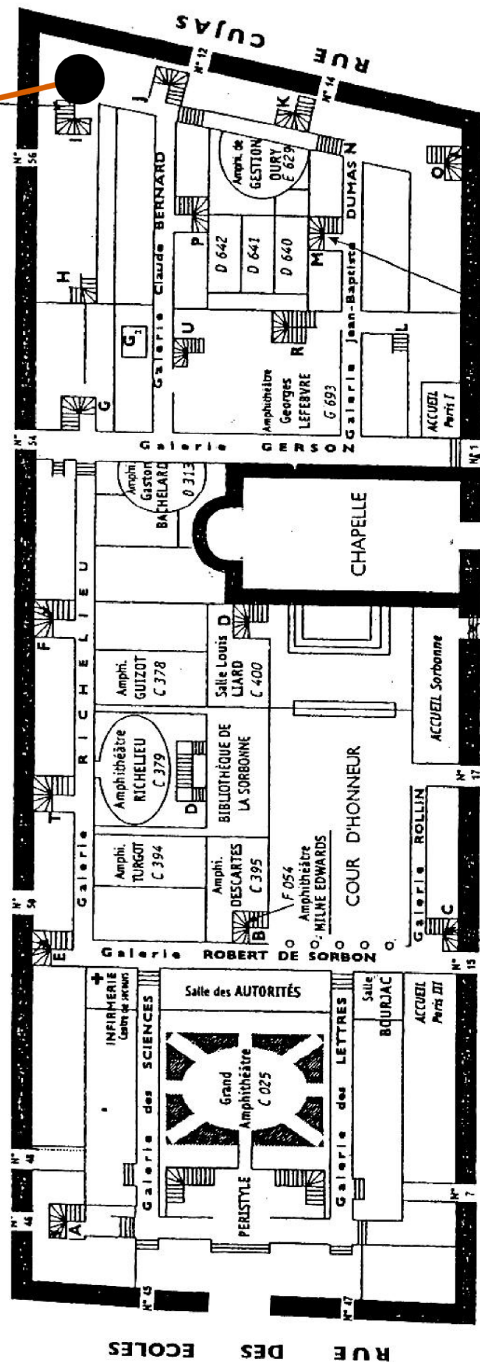 RUE CUJAS
N° 12
N° 14
N° 56
I
J
K
Amphi. de
GESTION
DURY
E 629
N
O
H
Galerie Claude BERNARD
P
D 642
D 641
D 640
M
Galerie Jean-Baptiste DUMAS
G2
U
R
L
G
Amphithéâtre
Georges
LEFEBVRE
G 693
ACCUEIL
Paris I
N° 54
Galerie GERSON
N° 1
Amphi.
Gaston
BACHELARD
D 313
CHAPELLE
F
Galerie RICHELIEU
Amphi.
GUIZOT
C 378
Salle Louis
LIARD
C 400
D
ACCUEIL Sorbonne
T
Amphithéâtre
RICHELIEU
C 379
D
BIBLIOTHÈQUE DE
LA SORBONNE
N° 17
Amphi.
TURGOT
C 394
Amphi.
DESCARTES
C 395
F 054
Amphithéâtre
MILNE EDWARDS
COUR D'HONNEUR
Galerie ROLLIN
B
C
E
Galerie ROBERT DE SORBON
N° 15
INFIRMERIE
Centre de secours
Galerie des SCIENCES
Salle des AUTORITÉS
Galerie des LETTRES
Salle
BOURJAC
ACCUEIL
Paris III
Grand
Amphithéâtre
C 025
N° 48
N° 46
A
PERISTYLE
N° 7
N° 45
N° 47
RUE DES ECOLES